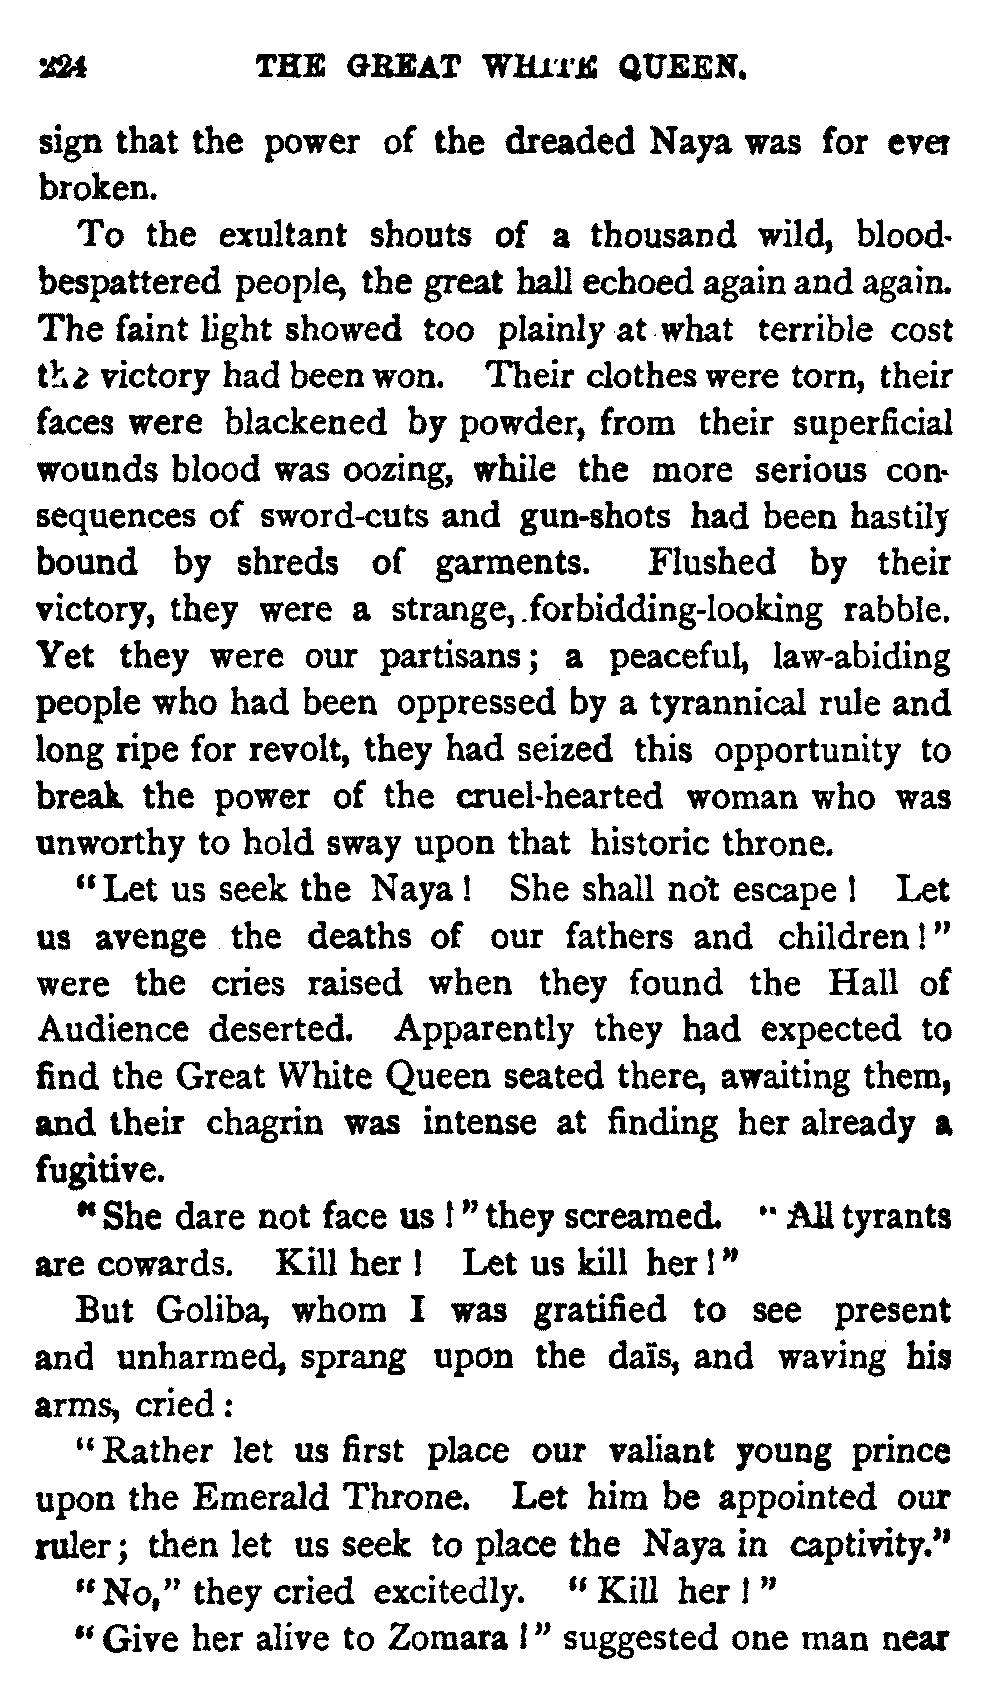 224 THE GREAT WHITE QUEEN.
sign that the power of the dreaded Naya was for ever
broken.
To the exultant shouts of a thousand wild, blood-
bespattered people, the great hall echoed again and again.
The faint light showed too plainly at what terrible cost
the victory had been won. Their clothes were torn, their
faces were blackened by powder, from their superficial
wounds blood was oozing, while the more serious con-
sequences of sword-cuts and gun-shots had been hastily
bound by shreds of garments. Flushed by their
victory, they were a strange, forbidding-looking rabble.
Yet they were our partisans; a peaceful, law-abiding
people who had been oppressed by a tyrannical rule and
long ripe for revolt, they had seized this opportunity to
break the power of the cruel-hearted woman who was
unworthy to hold sway upon that historic throne.
"Let us seek the Naya! She shall not escape! Let
us avenge the deaths of our fathers and children!"
were the cries raised when they found the Hall of
Audience deserted. Apparently they had expected to
find the Great White Queen seated there, awaiting them,
and their chagrin was intense at finding her already a
fugitive.
"She dare not face us!" they screamed. "All tyrants
are cowards. Kill her! Let us kill her!"
But Goliba, whom I was gratified to see present
and unharmed, sprang upon the daïs, and waving his
arms, cried:
"Rather let us first place our valiant young prince
upon the Emerald Throne. Let him be appointed our
ruler; then let us seek to place the Naya in captivity."
"No," they cried excitedly. "Kill her!"
"Give her alive to Zomara!" suggested one man near